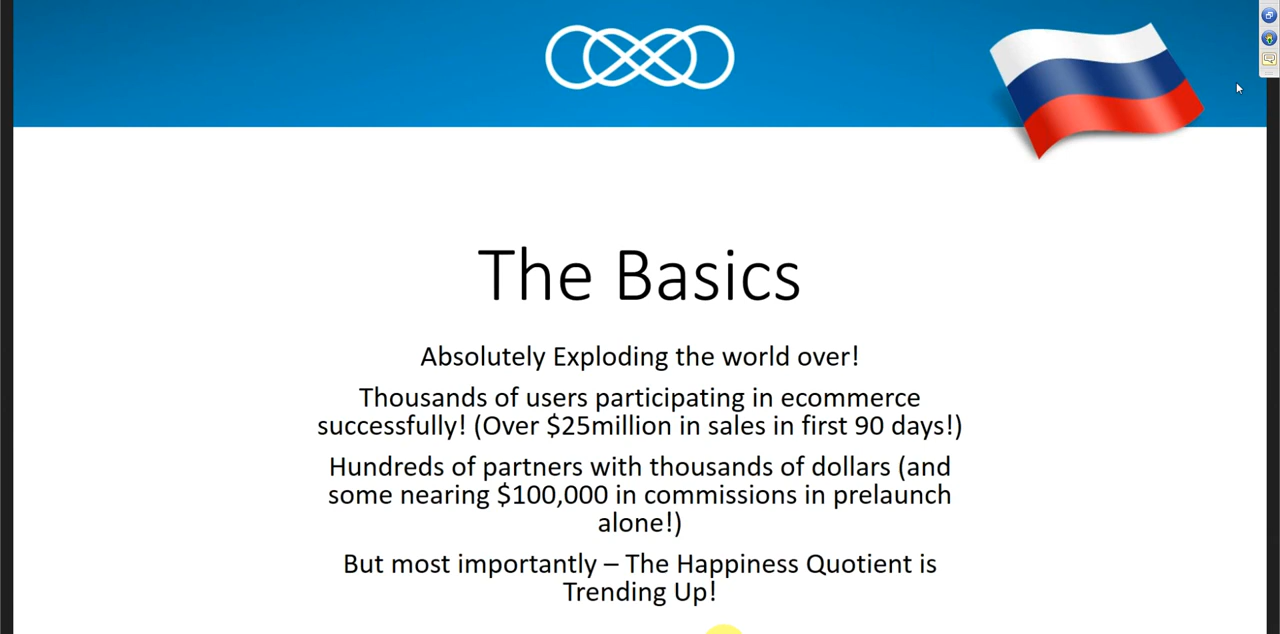 The Basics
Absolutely Exploding the world over!
Thousands of users participating in ecommerce
successfully! (Over $25million in sales in first 90 days!)
Hundreds of partners with thousands of dollars (and
some nearing $100,000 in commissions in prelaunch
alone!)
But most importantly – The Happiness Quotient is
Trending Up!